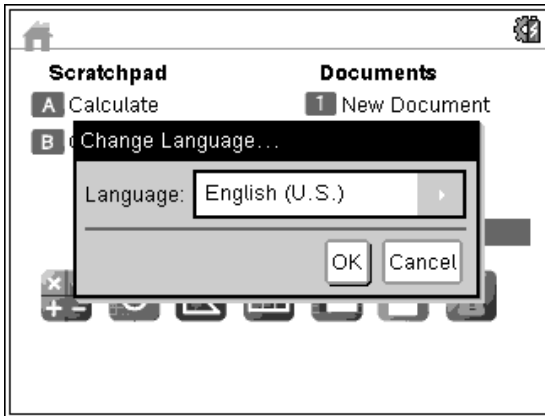 Scratchpad
Documents
A Calculate
1 New Document
B
Change Language...
Language: English (U.S.)
OK Cancel